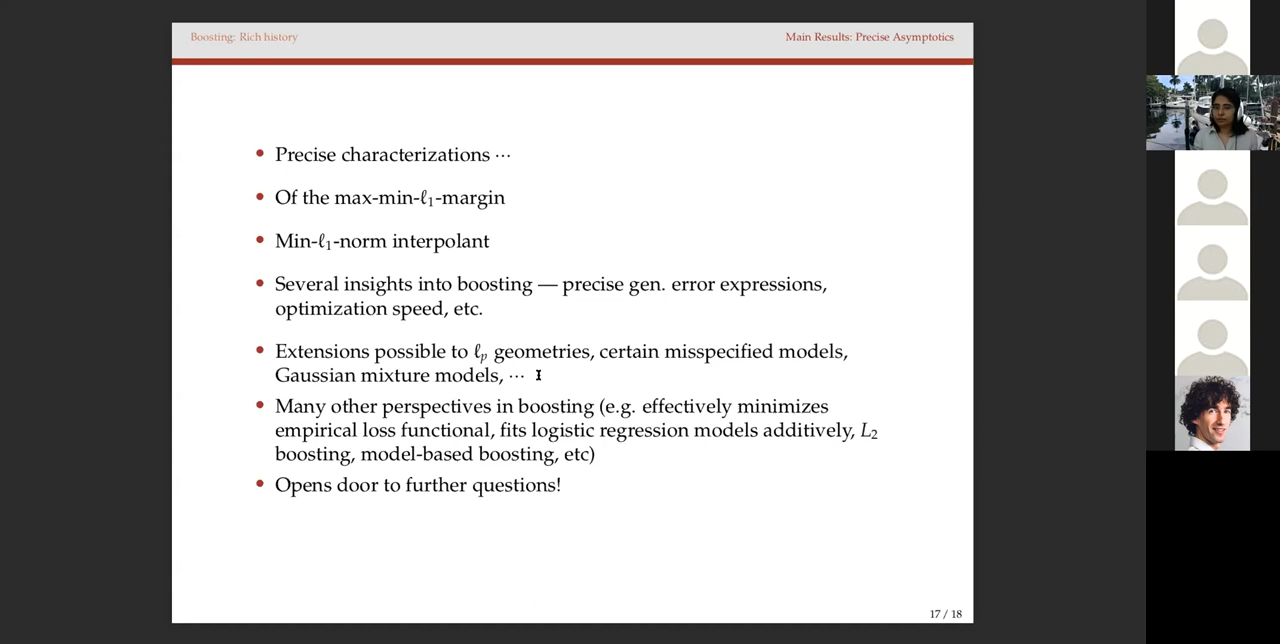 Boosting: Rich history
Main Results: Precise Asymptotics
• Precise characterizations ···
• Of the max-min-ℓ₁-margin
• Min-ℓ₁-norm interpolant
• Several insights into boosting — precise gen. error expressions,
optimization speed, etc.
• Extensions possible to ℓₚ geometries, certain misspecified models,
Gaussian mixture models, ···
• Many other perspectives in boosting (e.g. effectively minimizes
empirical loss functional, fits logistic regression models additively, L₂
boosting, model-based boosting, etc)
• Opens door to further questions!
17 / 18